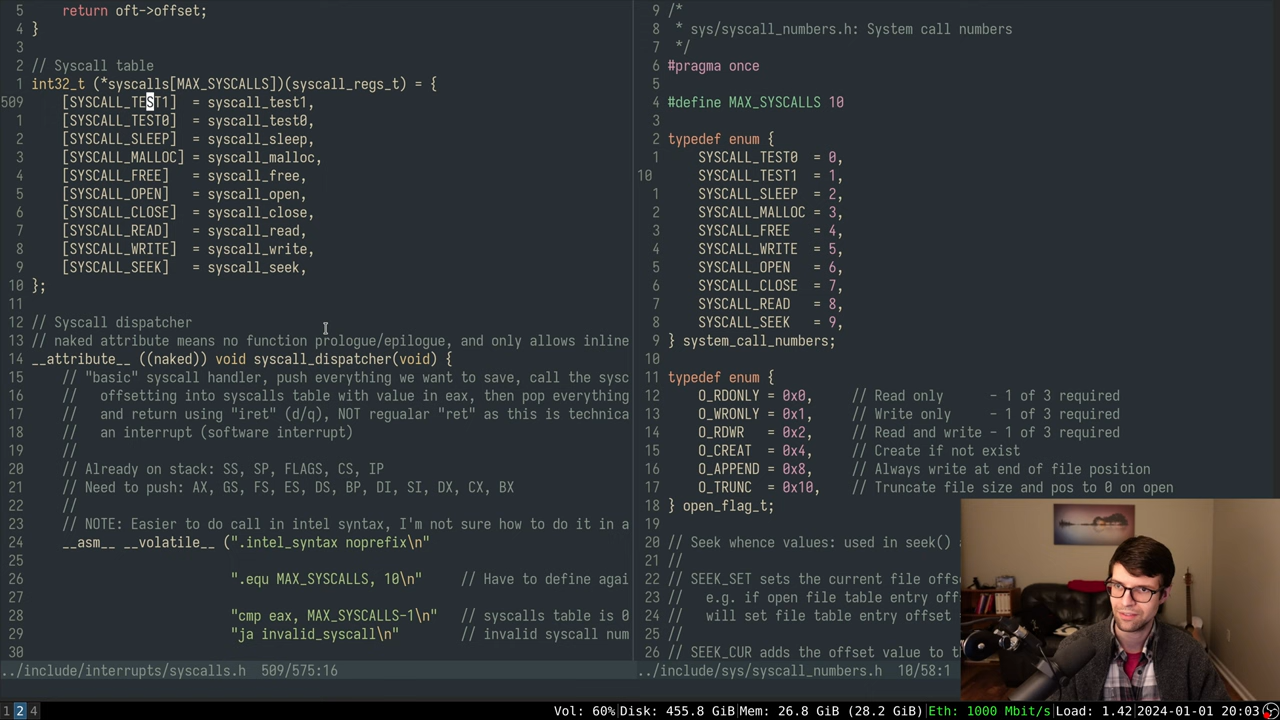 5      return oft->offset;
4  }
3
2  // Syscall table
1  int32_t (*syscalls[MAX_SYSCALLS])(syscall_regs_t) = {
509      [SYSCALL_TEST1]  = syscall_test1,
1      [SYSCALL_TEST0]  = syscall_test0,
2      [SYSCALL_SLEEP]  = syscall_sleep,
3      [SYSCALL_MALLOC] = syscall_malloc,
4      [SYSCALL_FREE]   = syscall_free,
5      [SYSCALL_OPEN]   = syscall_open,
6      [SYSCALL_CLOSE]  = syscall_close,
7      [SYSCALL_READ]   = syscall_read,
8      [SYSCALL_WRITE]  = syscall_write,
9      [SYSCALL_SEEK]   = syscall_seek,
10  };
11
12  // Syscall dispatcher
13  // naked attribute means no function prologue/epilogue, and only allows inline
14  __attribute__ ((naked)) void syscall_dispatcher(void) {
15      // "basic" syscall handler, push everything we want to save, call the sysc
16      //   offsetting into syscalls table with value in eax, then pop everything
17      //   and return using "iret" (d/q), NOT regualar "ret" as this is technica
18      //   an interrupt (software interrupt)
19      //
20      // Already on stack: SS, SP, FLAGS, CS, IP
21      // Need to push: AX, GS, FS, ES, DS, BP, DI, SI, DX, CX, BX
22      //
23      // NOTE: Easier to do call in intel syntax, I'm not sure how to do it in a
24      __asm__ __volatile__ (".intel_syntax noprefix\n"
25
26                            ".equ MAX_SYSCALLS, 10\n"     // Have to define agai
27
28                            "cmp eax, MAX_SYSCALLS-1\n"   // syscalls table is 0
29                            "ja invalid_syscall\n"        // invalid syscall num
30
../include/interrupts/syscalls.h  509/575:16
9  /*
8   * sys/syscall_numbers.h: System call numbers
7   */
6  #pragma once
5
4  #define MAX_SYSCALLS 10
3
2  typedef enum {
1      SYSCALL_TEST0  = 0,
10      SYSCALL_TEST1  = 1,
1      SYSCALL_SLEEP  = 2,
2      SYSCALL_MALLOC = 3,
3      SYSCALL_FREE   = 4,
4      SYSCALL_WRITE  = 5,
5      SYSCALL_OPEN   = 6,
6      SYSCALL_CLOSE  = 7,
7      SYSCALL_READ   = 8,
8      SYSCALL_SEEK   = 9,
9  } system_call_numbers;
10
11  typedef enum {
12      O_RDONLY = 0x0,     // Read only      - 1 of 3 required
13      O_WRONLY = 0x1,     // Write only     - 1 of 3 required
14      O_RDWR   = 0x2,     // Read and write - 1 of 3 required
15      O_CREAT  = 0x4,     // Create if not exist
16      O_APPEND = 0x8,     // Always write at end of file position
17      O_TRUNC  = 0x10,    // Truncate file size and pos to 0 on open
18  } open_flag_t;
19
20  // Seek whence values: used in seek()
21  //
22  // SEEK_SET sets the current file offs
23  //   e.g. if open file table entry off
24  //   will set file table entry offset
25  //
26  // SEEK_CUR adds the offset value to
../include/sys/syscall_numbers.h  10/58:1
1 2 4
Vol: 60%|Disk: 455.8 GiB|Mem: 26.8 GiB (28.2 GiB)|Eth: 1000 Mbit/s|Load: 1.42|2024-01-01 20:03